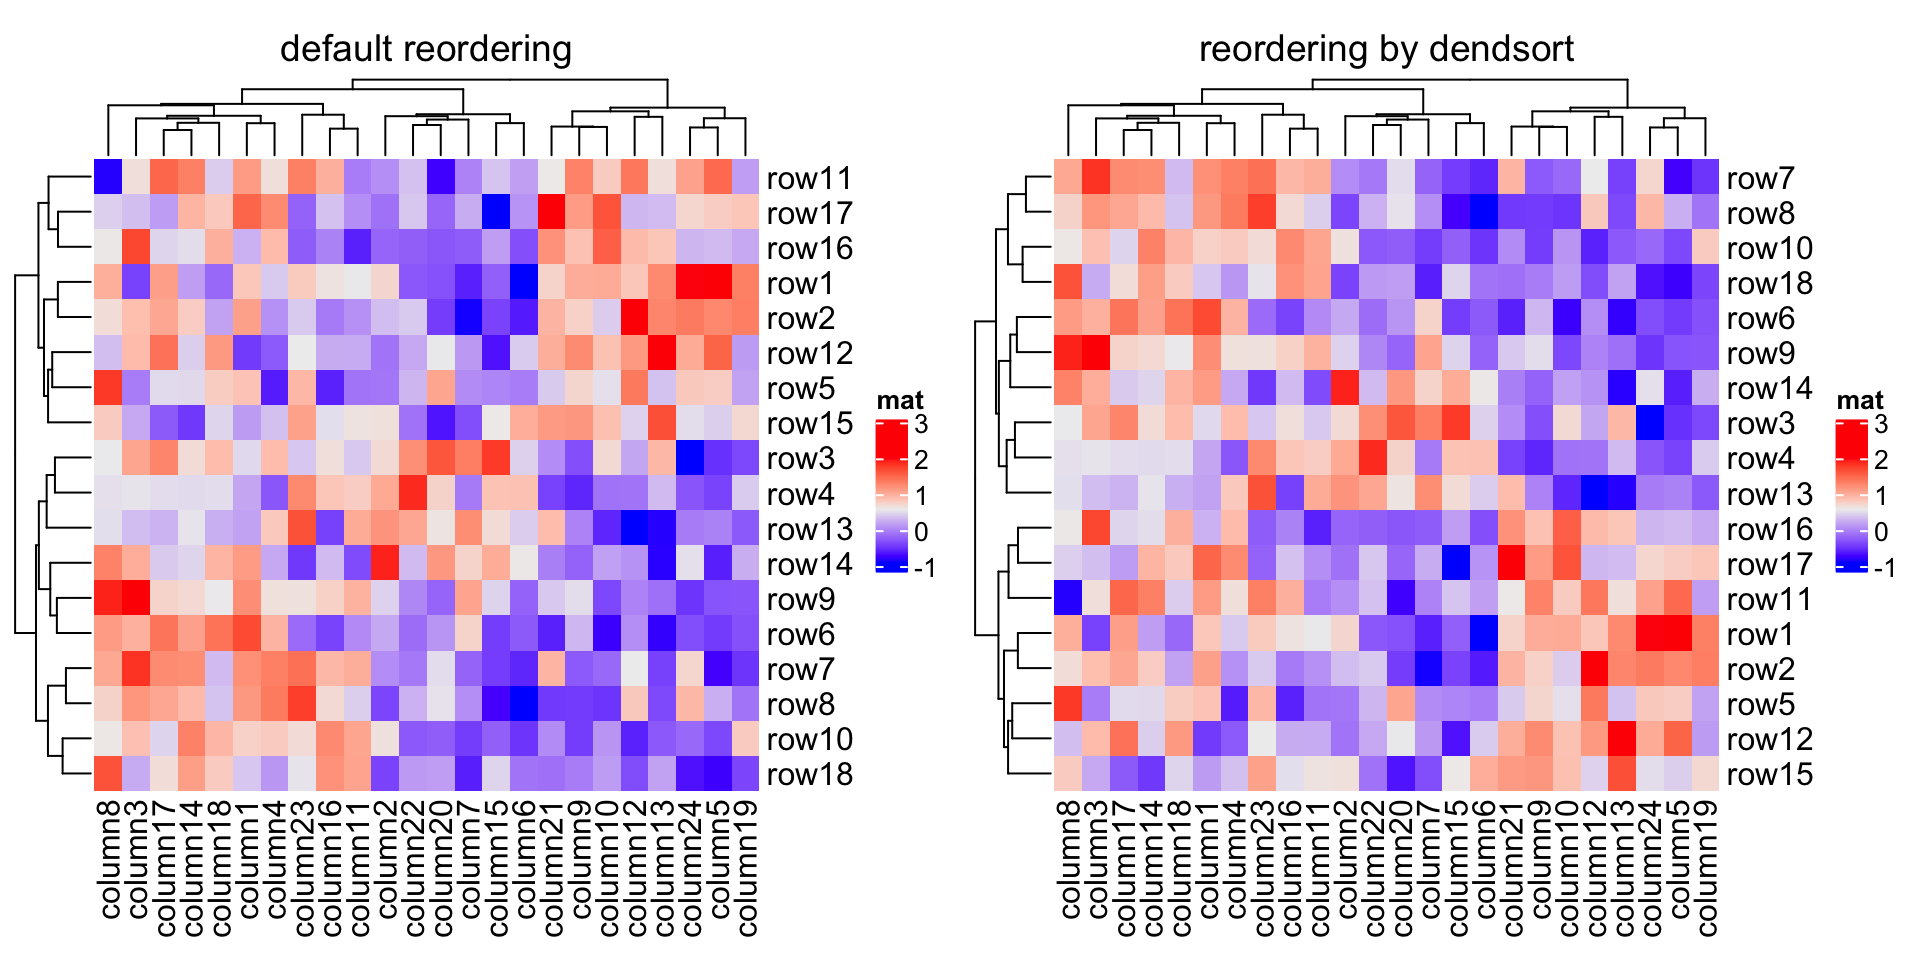 default reordering
row11
row17
row16
row1
row2
row12
row5
row15
row3
row4
row13
row14
row9
row6
row7
row8
row10
row18
column8
column3
column17
column14
column18
column1
column4
column23
column16
column11
column2
column22
column20
column7
column15
column6
column21
column9
column10
column12
column13
column24
column5
column19
mat
3
2
1
0
-1
reordering by dendsort
row7
row8
row10
row18
row6
row9
row14
row3
row4
row13
row16
row17
row11
row1
row2
row5
row12
row15
column8
column3
column17
column14
column18
column1
column4
column23
column16
column11
column2
column22
column20
column7
column15
column6
column21
column9
column10
column12
column13
column24
column5
column19
mat
3
2
1
0
-1